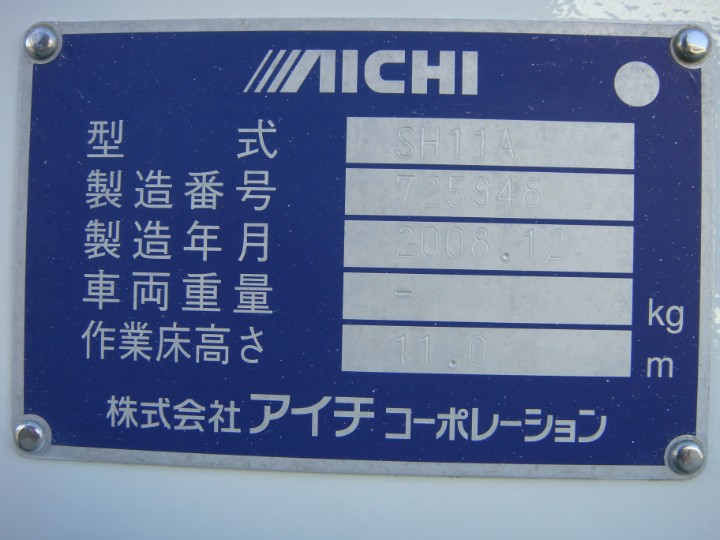 AICHI
型式 SH11A
製造番号 725948
製造年月 2008.12
車両重量 - kg
作業床高さ 11.0 m
株式会社アイチコーポレーション